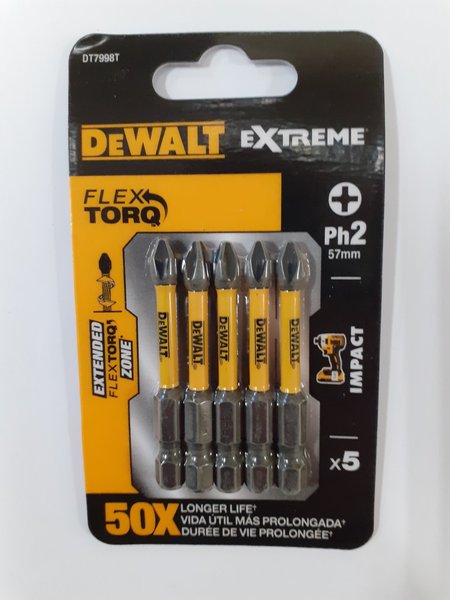 DT7998T
DEWALT EXTREME®
FLEX
TORQ
Ph2
57mm
EXTENDED
FLEXTORQ
ZONE
DEWALT DEWALT DEWALT DEWALT DEWALT
IMPACT
x5
50X
LONGER LIFE†
VIDA ÚTIL MÁS PROLONGADA†
DURÉE DE VIE PROLONGÉE†